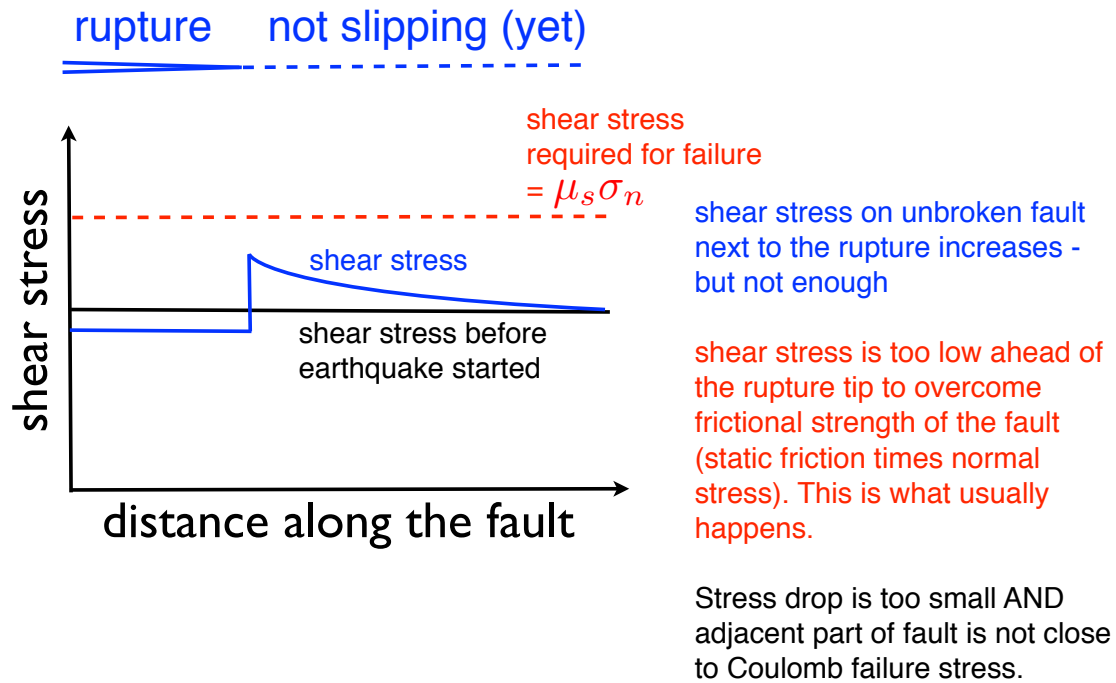 rupture
not slipping (yet)
shear stress
required for failure
= μₛσₙ
shear stress
shear stress before
earthquake started
shear stress
distance along the fault
shear stress on unbroken fault
next to the rupture increases -
but not enough
shear stress is too low ahead of
the rupture tip to overcome
frictional strength of the fault
(static friction times normal
stress). This is what usually
happens.
Stress drop is too small AND
adjacent part of fault is not close
to Coulomb failure stress.